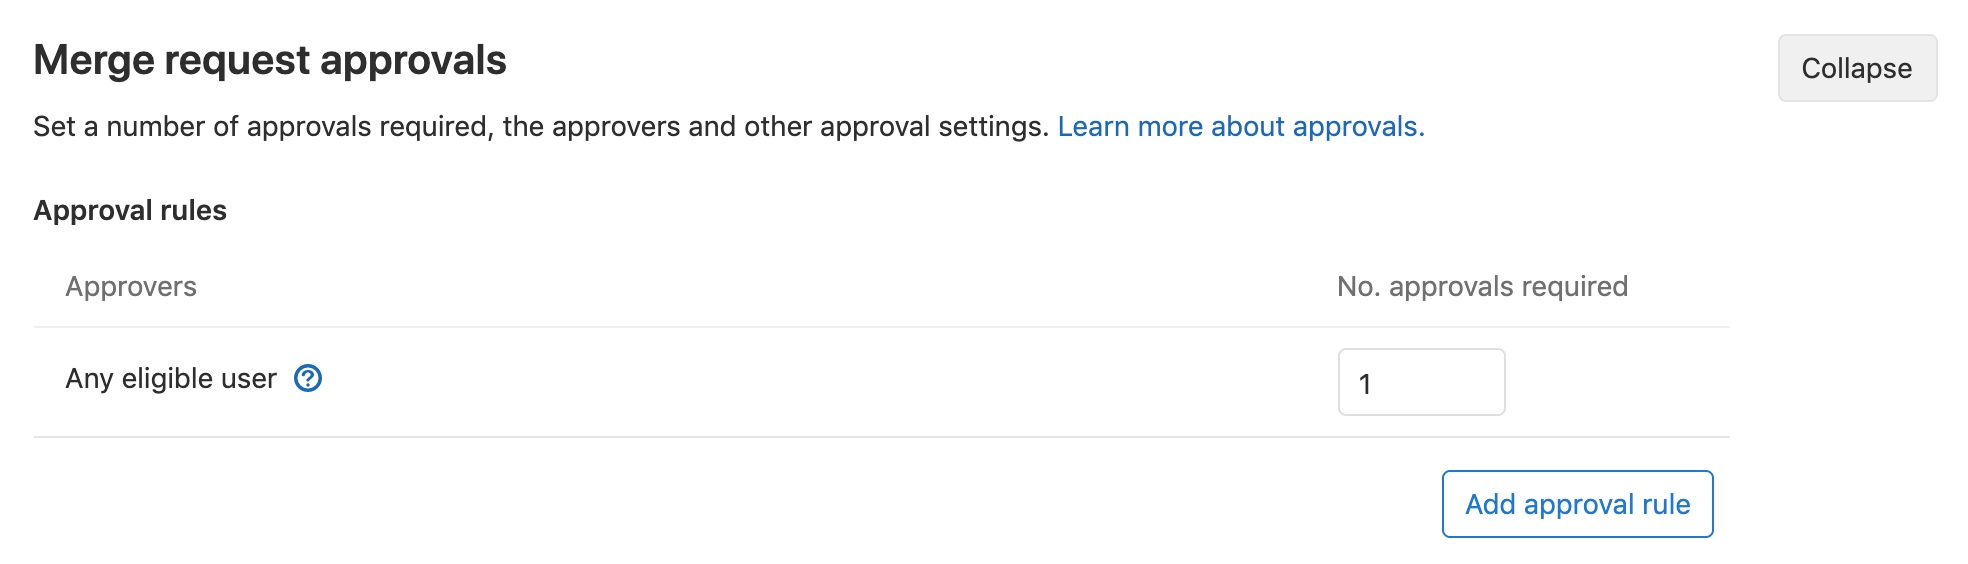 Merge request approvals
Collapse
Set a number of approvals required, the approvers and other approval settings. Learn more about approvals.
Approval rules
Approvers No. approvals required
Any eligible user ? 1
Add approval rule